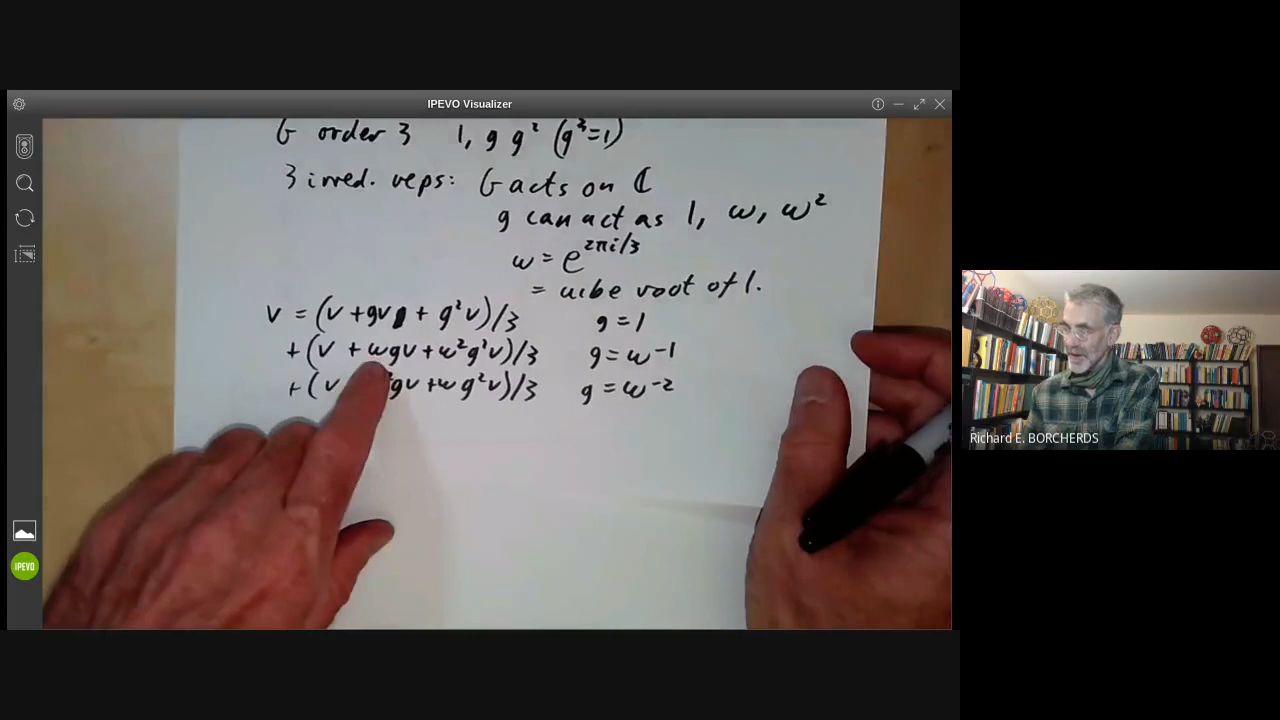 IPEVO Visualizer
G order 3 1, g g² (g³=1)
3 irred. reps: G acts on ℂ
g can act as 1, ω, ω²
ω = e^{2πi/3}
= cube root of 1.
v = (v + gv + g²v)/3 g = 1
+ (v + ωgv + ω²g²v)/3 g = ω^{-1}
+ (v gv + ω g²v)/3 g = ω^{-2}
Richard E. BORCHERDS
IPEVO